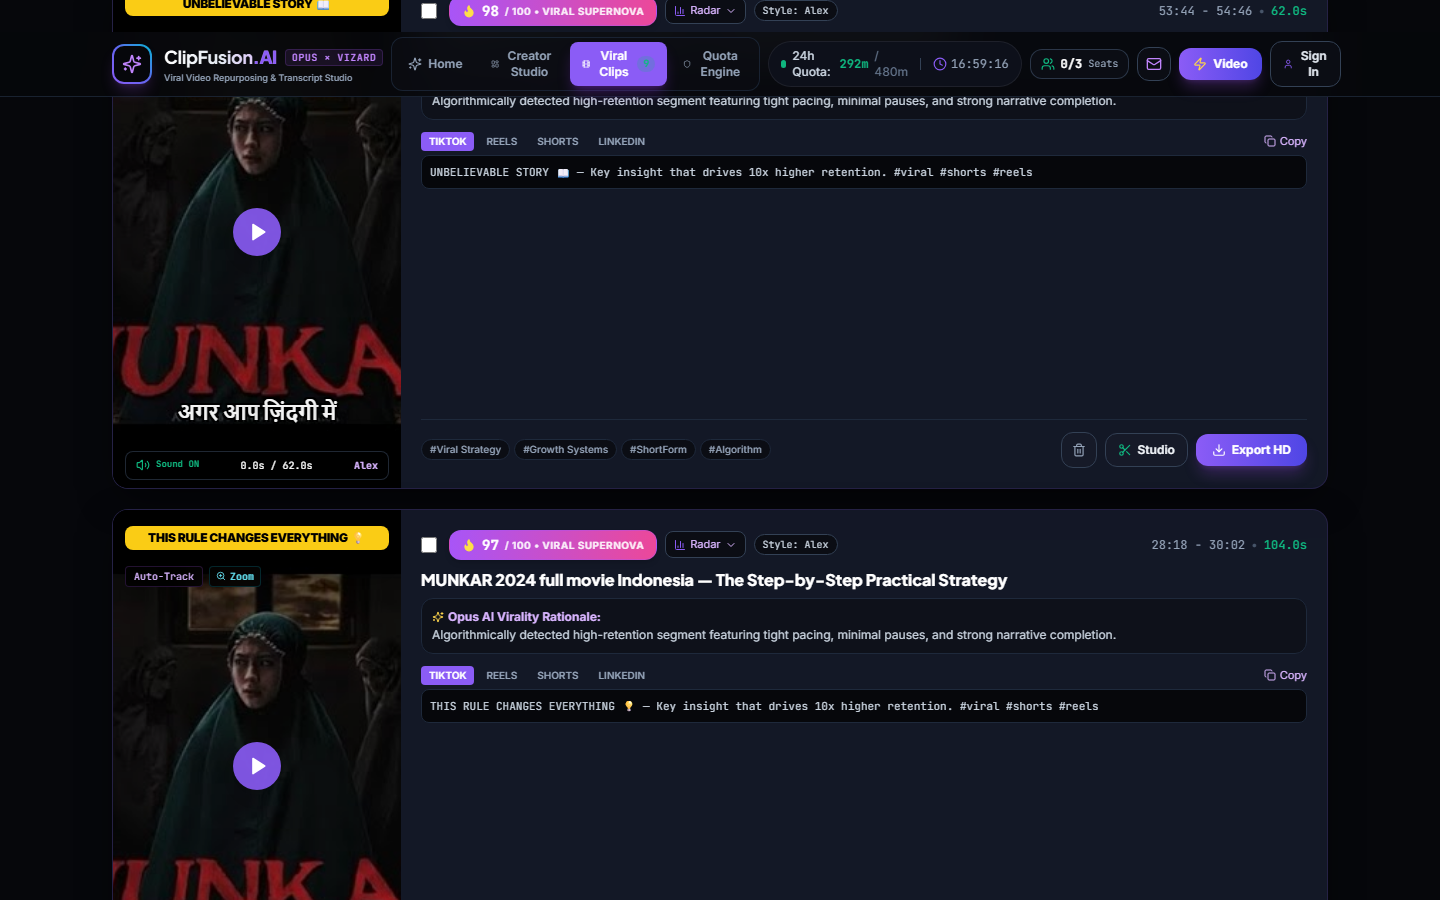 UNBELIEVABLE STORY 📖
98 / 100 • VIRAL SUPERNOVA
Radar
Style: Alex
53:44 - 54:46 • 62.0s
ClipFusion.AI
OPUS × VIZARD
Viral Video Repurposing & Transcript Studio
Home
Creator Studio
Viral Clips
Quota Engine
24h Quota:
292m / 480m
16:59:16
0/3 Seats
Video
Sign In
Algorithmically detected high-retention segment featuring tight pacing, minimal pauses, and strong narrative completion.
TIKTOK
REELS
SHORTS
LINKEDIN
Copy
UNBELIEVABLE STORY 📖 — Key insight that drives 10x higher retention. #viral #shorts #reels
UNKA
अगर आप ज़िंदगी में
Sound ON
0.0s / 62.0s
Alex
#Viral Strategy
#Growth Systems
#ShortForm
#Algorithm
Studio
Export HD
THIS RULE CHANGES EVERYTHING 💡
Auto-Track
Zoom
97 / 100 • VIRAL SUPERNOVA
Radar
Style: Alex
28:18 - 30:02 • 104.0s
MUNKAR 2024 full movie Indonesia — The Step-by-Step Practical Strategy
Opus AI Virality Rationale:
Algorithmically detected high-retention segment featuring tight pacing, minimal pauses, and strong narrative completion.
TIKTOK
REELS
SHORTS
LINKEDIN
Copy
THIS RULE CHANGES EVERYTHING 💡 — Key insight that drives 10x higher retention. #viral #shorts #reels
UNKA